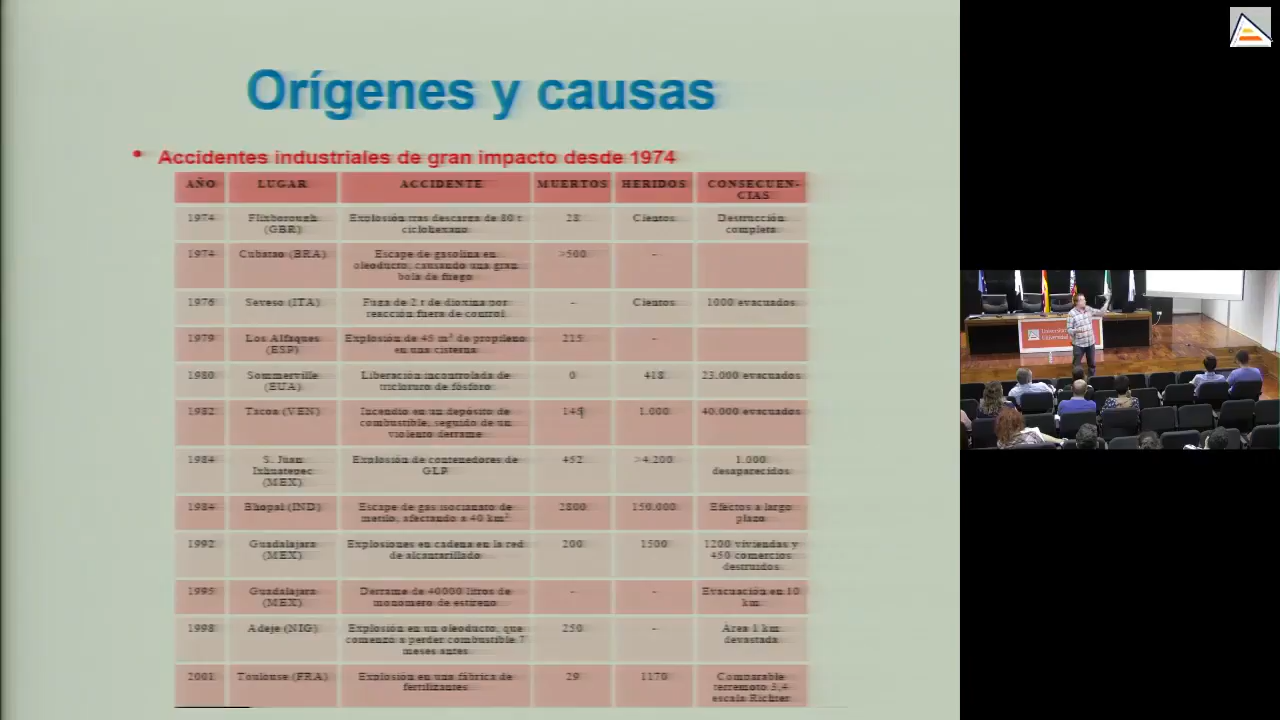 Orígenes y causas
• Accidentes industriales de gran impacto desde 1974
AÑO LUGAR ACCIDENTE MUERTOS HERIDOS CONSECUEN-
CIAS
1974 Flixborough (GBR) Explosión tras descarga de 80 t ciclohexano 28 Cientos Destrucción completa
1974 Cubatao (BRA) Escape de gasolina en oleoducto, causando una gran bola de fuego >500 -
1976 Seveso (ITA) Fuga de 2 t de dioxina por reacción fuera de control - Cientos 1000 evacuados
1979 Los Alfaques (ESP) Explosión de 45 m³ de propileno en una cisterna 215 -
1980 Sommerville (EUA) Liberación incontrolada de tricloruro de fósforo 0 418 23.000 evacuados
1982 Tacoa (VEN) Incendio en un depósito de combustible, seguido de un violento derrame 145 1.000 40.000 evacuados
1984 S. Juan Ixhuatepec (MEX) Explosión de contenedores de GLP 452 >4.200 1.000 desaparecidos
1984 Bhopal (IND) Escape de gas isocianato de metilo, afectando a 40 km² 2800 150.000 Efectos a largo plazo
1992 Guadalajara (MEX) Explosiones en cadena en la red de alcantarillado 200 1500 1200 viviendas y 450 comercios destruidos
1995 Guadalajara (MEX) Derrame de 40000 litros de monomero de estireno - - Evacuación en 10 km.
1998 Adeje (NIG) Explosión en un oleoducto, que comenzó a perder combustible 7 meses antes 250 - Área 1 km devastada
2001 Toulouse (FRA) Explosión en una fábrica de fertilizantes 29 1170 Comparable terremoto 3,4 escala Richter